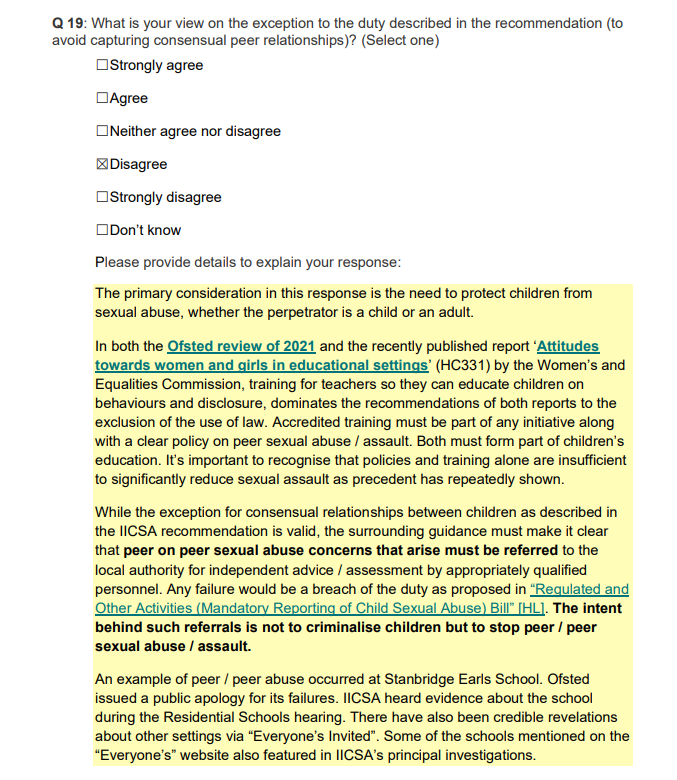 Q 19: What is your view on the exception to the duty described in the recommendation (to
avoid capturing consensual peer relationships)? (Select one)
☐Strongly agree
☐Agree
☐Neither agree nor disagree
☒Disagree
☐Strongly disagree
☐Don't know
Please provide details to explain your response:
The primary consideration in this response is the need to protect children from
sexual abuse, whether the perpetrator is a child or an adult.
In both the Ofsted review of 2021 and the recently published report ‘Attitudes
towards women and girls in educational settings’ (HC331) by the Women's and
Equalities Commission, training for teachers so they can educate children on
behaviours and disclosure, dominates the recommendations of both reports to the
exclusion of the use of law. Accredited training must be part of any initiative along
with a clear policy on peer sexual abuse / assault. Both must form part of children's
education. It's important to recognise that policies and training alone are insufficient
to significantly reduce sexual assault as precedent has repeatedly shown.
While the exception for consensual relationships between children as described in
the IICSA recommendation is valid, the surrounding guidance must make it clear
that peer on peer sexual abuse concerns that arise must be referred to the
local authority for independent advice / assessment by appropriately qualified
personnel. Any failure would be a breach of the duty as proposed in “Regulated and
Other Activities (Mandatory Reporting of Child Sexual Abuse) Bill” [HL]. The intent
behind such referrals is not to criminalise children but to stop peer / peer
sexual abuse / assault.
An example of peer / peer abuse occurred at Stanbridge Earls School. Ofsted
issued a public apology for its failures. IICSA heard evidence about the school
during the Residential Schools hearing. There have also been credible revelations
about other settings via “Everyone's Invited”. Some of the schools mentioned on the
“Everyone's” website also featured in IICSA's principal investigations.